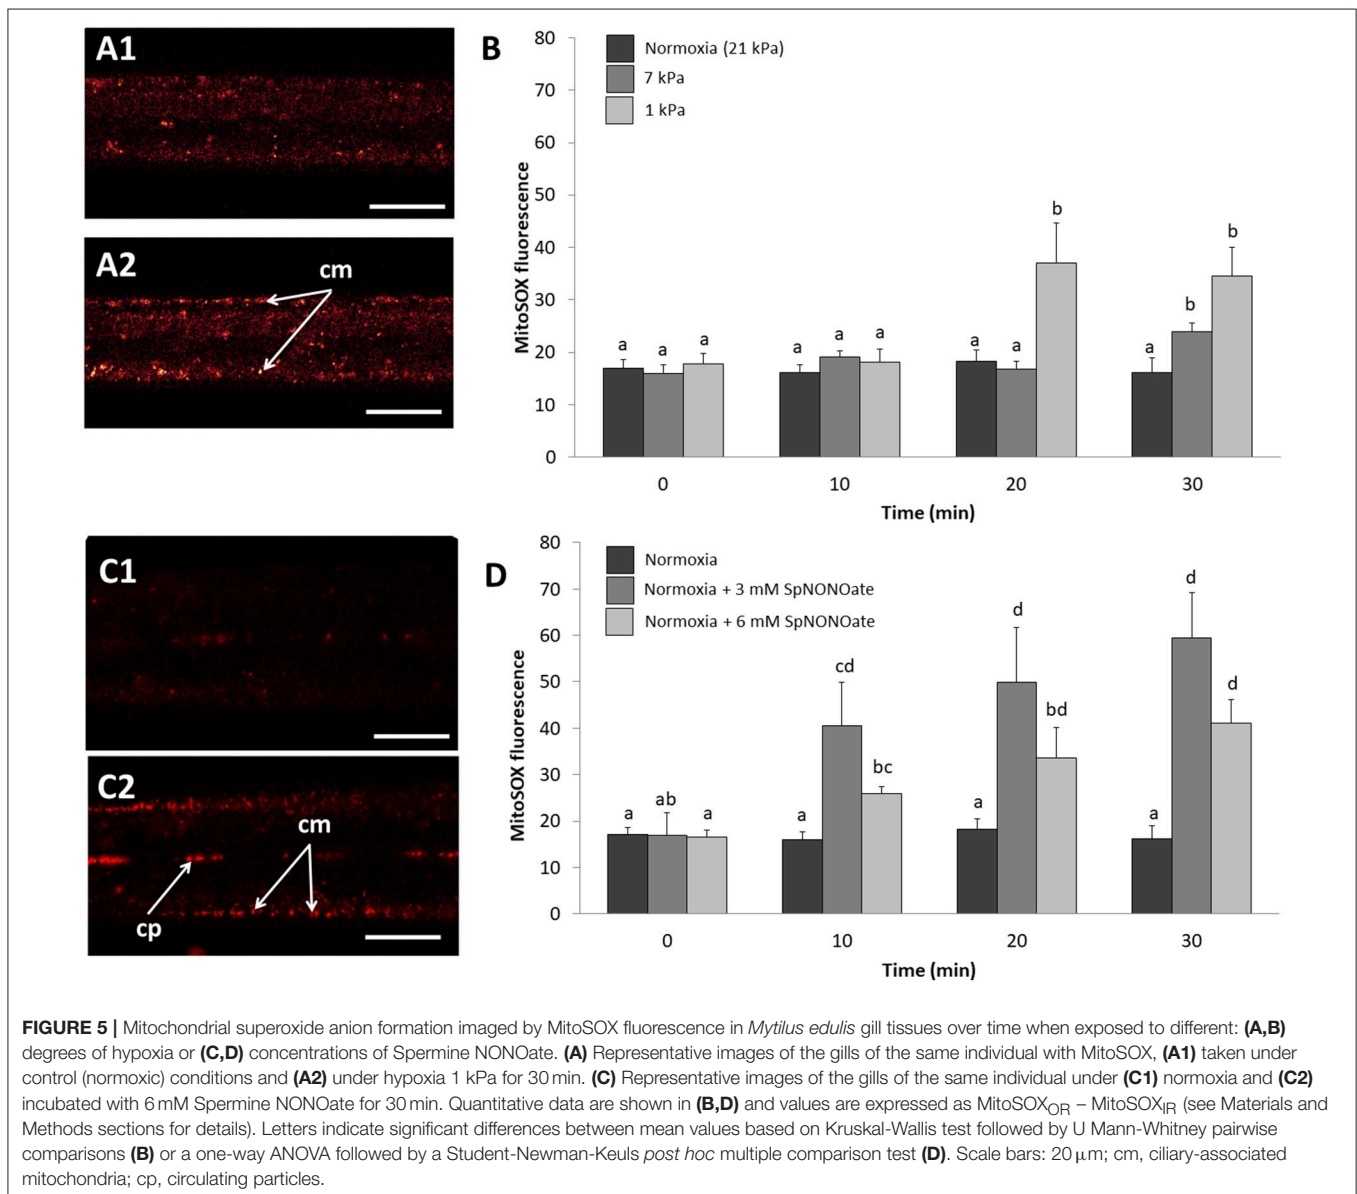 A1
A2
cm
B
Normoxia (21 kPa)
7 kPa
1 kPa
MitoSOX fluorescence
80
70
60
50
40
30
20
10
0
a a a
a a a
a a b
a b b
0 10 20 30
Time (min)
C1
C2
cm
cp
D
Normoxia
Normoxia + 3 mM SpNONOate
Normoxia + 6 mM SpNONOate
MitoSOX fluorescence
80
70
60
50
40
30
20
10
0
a ab a
a cd bc
a d bd
a d d
0 10 20 30
Time (min)
FIGURE 5 | Mitochondrial superoxide anion formation imaged by MitoSOX fluorescence in Mytilus edulis gill tissues over time when exposed to different: (A,B)
degrees of hypoxia or (C,D) concentrations of Spermine NONOate. (A) Representative images of the gills of the same individual with MitoSOX, (A1) taken under
control (normoxic) conditions and (A2) under hypoxia 1 kPa for 30 min. (C) Representative images of the gills of the same individual under (C1) normoxia and (C2)
incubated with 6 mM Spermine NONOate for 30 min. Quantitative data are shown in (B,D) and values are expressed as MitoSOXOR – MitoSOXIR (see Materials and
Methods sections for details). Letters indicate significant differences between mean values based on Kruskal-Wallis test followed by U Mann-Whitney pairwise
comparisons (B) or a one-way ANOVA followed by a Student-Newman-Keuls post hoc multiple comparison test (D). Scale bars: 20 µm; cm, ciliary-associated
mitochondria; cp, circulating particles.